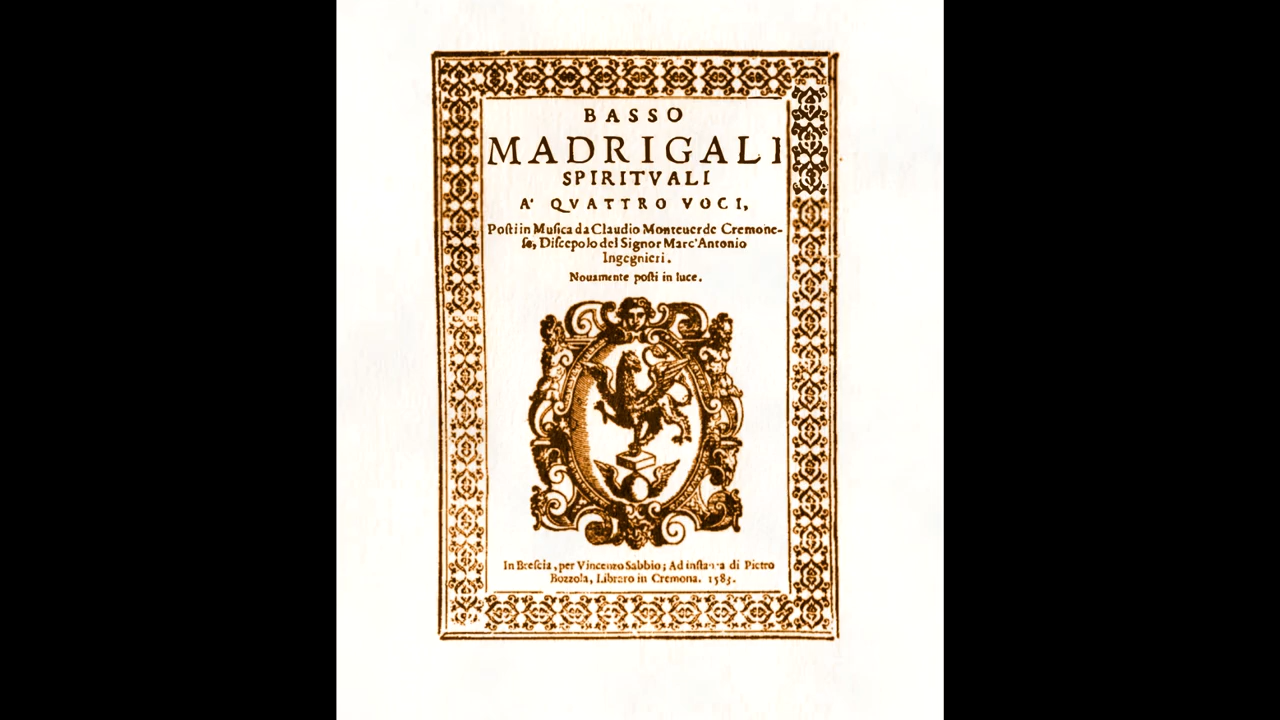 BASSO
MADRIGALI
SPIRITVALI
A' QVATTRO VOCI,
Poſti in Muſica da Claudio Monteuerde Cremone-
ſe, Diſcepolo del Signor Marc'Antonio
Ingegnieri.
Nouamente poſti in luce.
In Breſcia, per Vincenzo Sabbio; Ad inſtanza di Pietro
Bozzola, Libraro in Cremona. 1583.